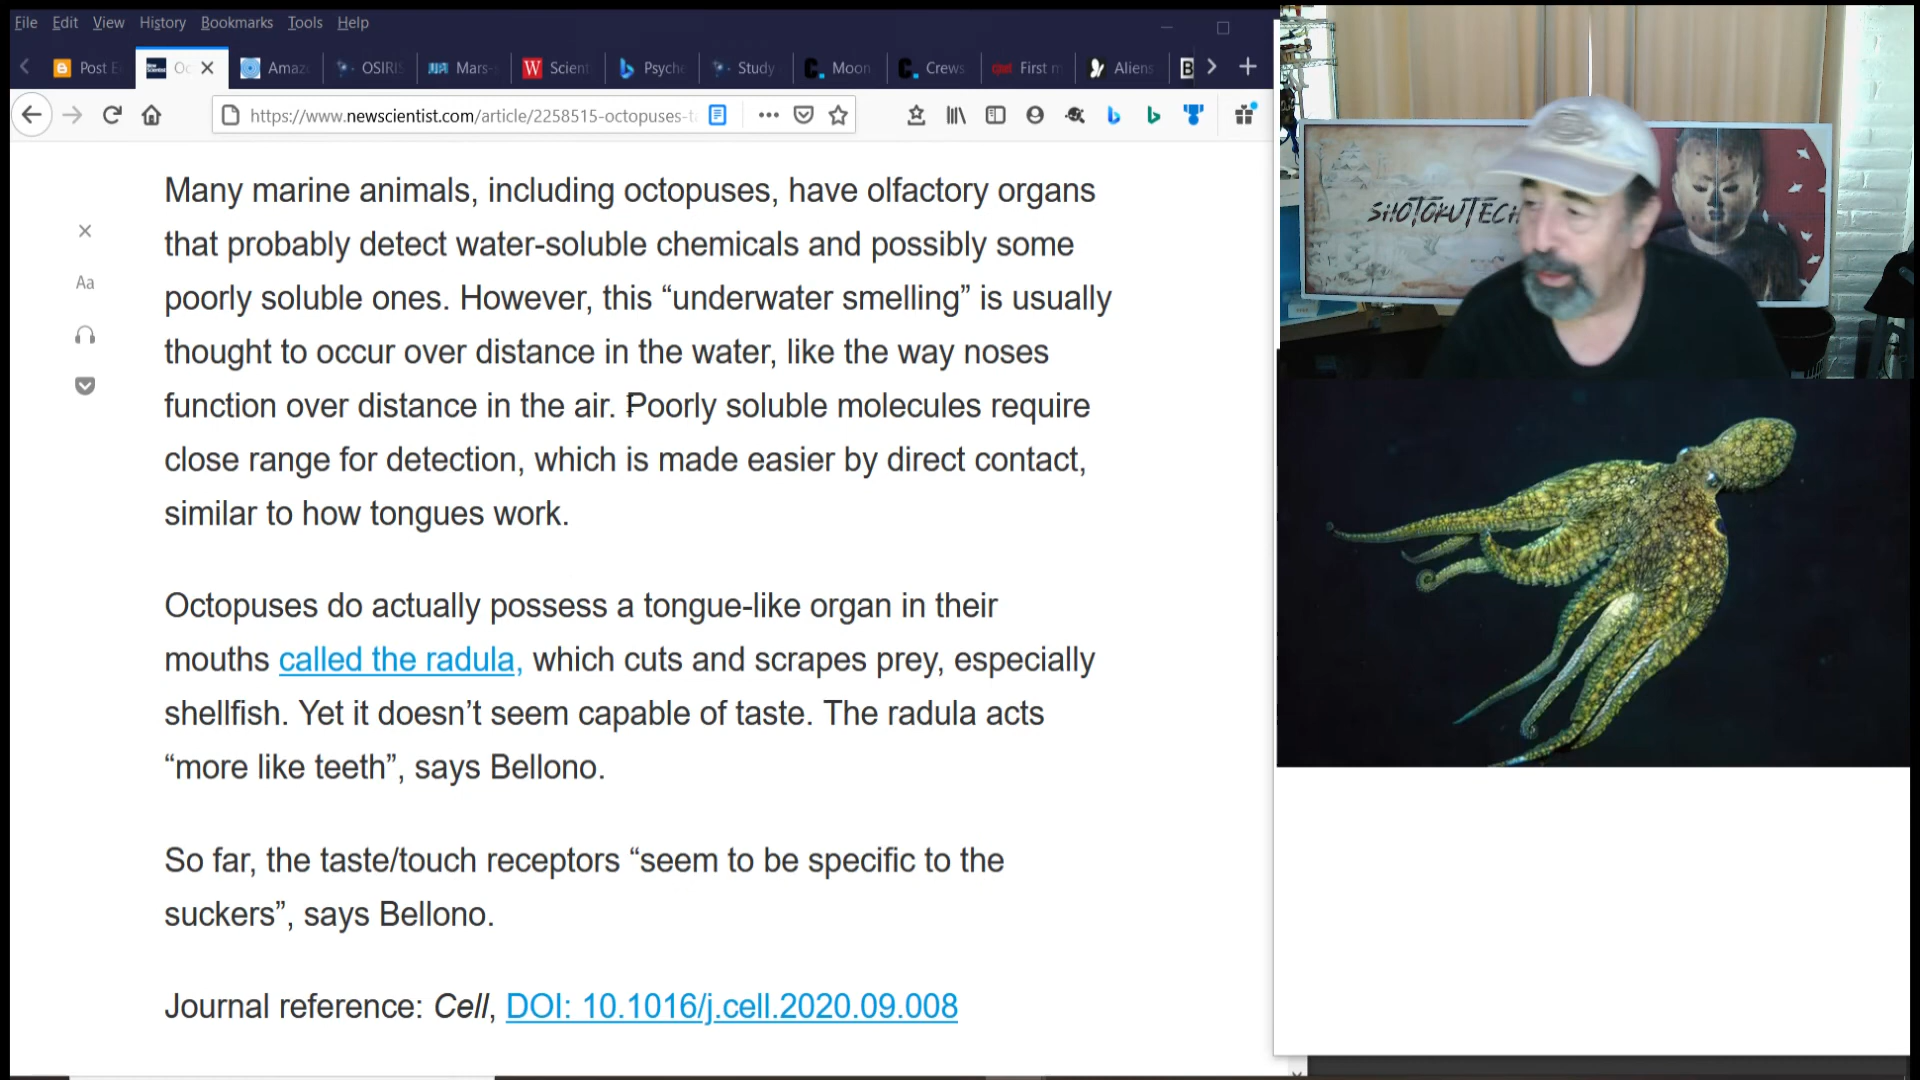 File Edit View History Bookmarks Tools Help
Post E
Oc
Amazo
OSIRIS
Mars-
Scient
Psyche
Study
Moon
Crews
First m
Aliens
B
https://www.newscientist.com/article/2258515-octopuses-t
Aa
Many marine animals, including octopuses, have olfactory organs
that probably detect water-soluble chemicals and possibly some
poorly soluble ones. However, this “underwater smelling” is usually
thought to occur over distance in the water, like the way noses
function over distance in the air. Poorly soluble molecules require
close range for detection, which is made easier by direct contact,
similar to how tongues work.
Octopuses do actually possess a tongue-like organ in their
mouths called the radula, which cuts and scrapes prey, especially
shellfish. Yet it doesn’t seem capable of taste. The radula acts
“more like teeth”, says Bellono.
So far, the taste/touch receptors “seem to be specific to the
suckers”, says Bellono.
Journal reference: Cell, DOI: 10.1016/j.cell.2020.09.008
SHOTOKUTECH